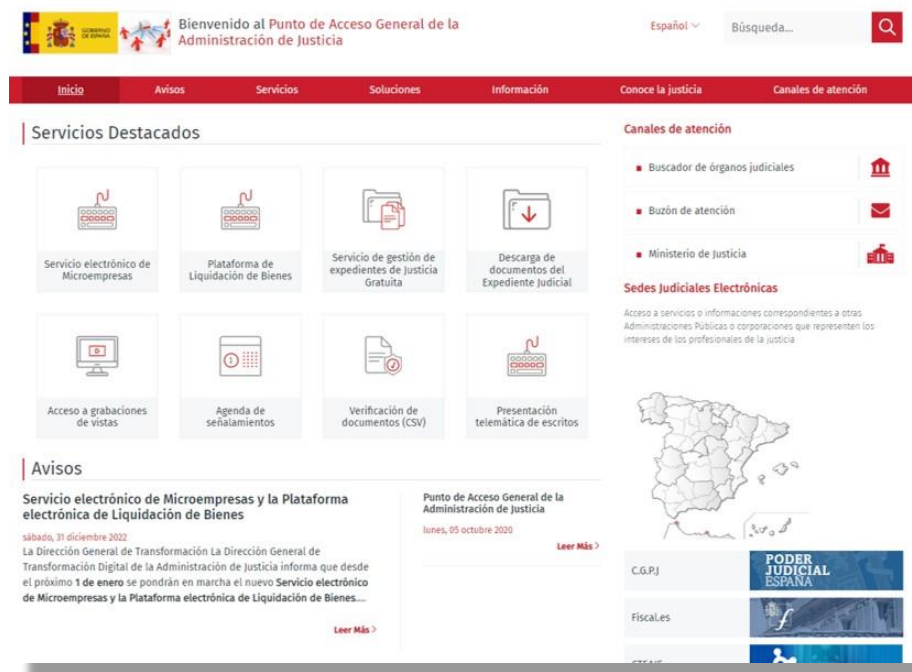 GOBIERNO
DE ESPAÑA
Bienvenido al Punto de Acceso General de la
Administración de Justicia
Español
Búsqueda...
Inicio
Avisos
Servicios
Soluciones
Información
Conoce la justicia
Canales de atención
Servicios Destacados
Servicio electrónico de
Microempresas
Plataforma de
Liquidación de Bienes
Servicio de gestión de
expedientes de Justicia
Gratuita
Descarga de
documentos del
Expediente Judicial
Acceso a grabaciones
de vistas
Agenda de
señalamientos
Verificación de
documentos (CSV)
Presentación
telemática de escritos
Avisos
Servicio electrónico de Microempresas y la Plataforma
electrónica de Liquidación de Bienes
sábado, 31 diciembre 2022
La Dirección General de Transformación La Dirección General de
Transformación Digital de la Administración de Justicia informa que desde
el próximo 1 de enero se pondrán en marcha el nuevo Servicio electrónico
de Microempresas y la Plataforma electrónica de Liquidación de Bienes....
Leer Más >
Punto de Acceso General de la
Administración de Justicia
lunes, 05 octubre 2020
Leer Más >
Canales de atención
Buscador de órganos judiciales
Buzón de atención
Ministerio de Justicia
Sedes Judiciales Electrónicas
Acceso a servicios o informaciones correspondientes a otras
Administraciones Públicas o corporaciones que representen los
intereses de los profesionales de la justicia
C.G.P.J
PODER
JUDICIAL
ESPAÑA
Fiscal.es